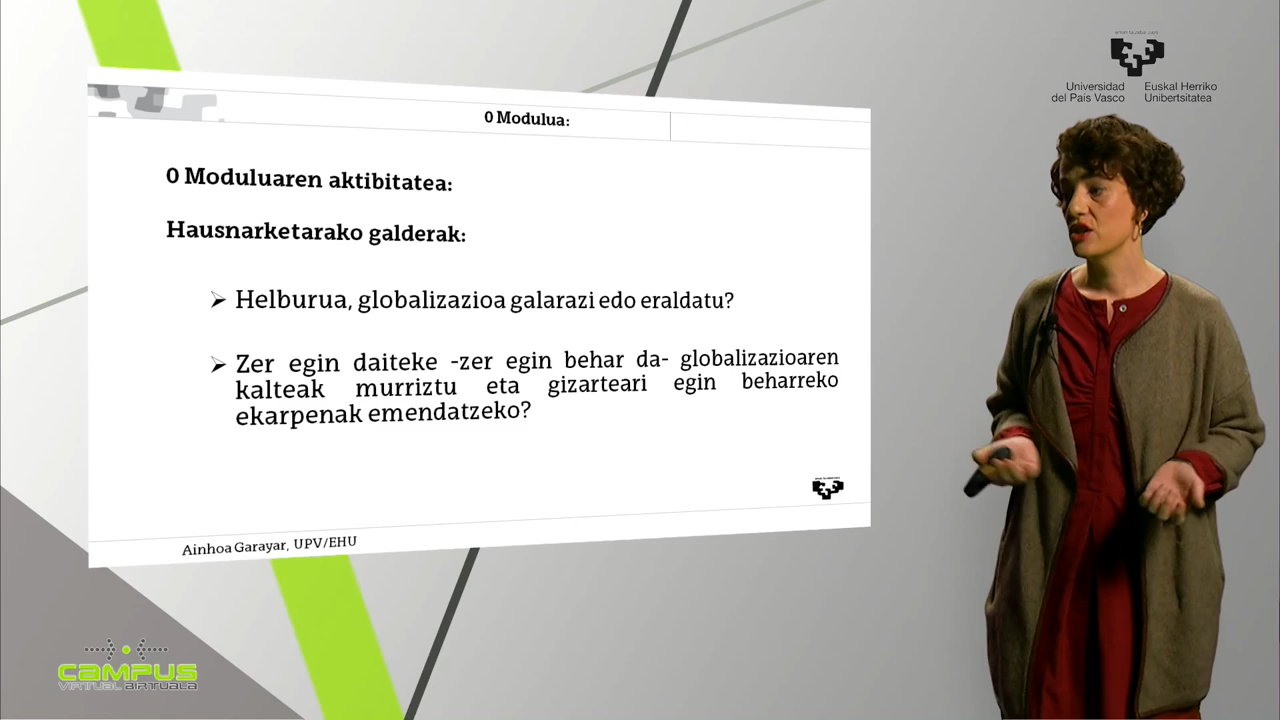 Universidad
del País Vasco
Euskal Herriko
Unibertsitatea
0 Modulua:
0 Moduluaren aktibitatea:
Hausnarketarako galderak:
Helburua, globalizazioa galarazi edo eraldatu?
Zer egin daiteke -zer egin behar da- globalizazioaren
kalteak murriztu eta gizarteari egin beharreko
ekarpenak emendatzeko?
Ainhoa Garayar, UPV/EHU
CAMPUS
VIRTUAL BIRTUALA